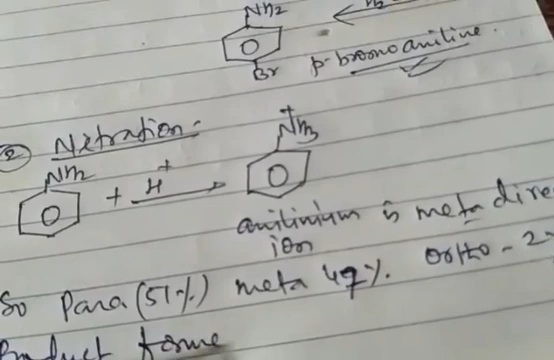 NH2
Br p-bromoaniline.
② Nitration:-
NH2 + H+ +NH3
anilinium is meta dire
ion
So Para (51%) meta 47%. Ortho - 2%
Product forme